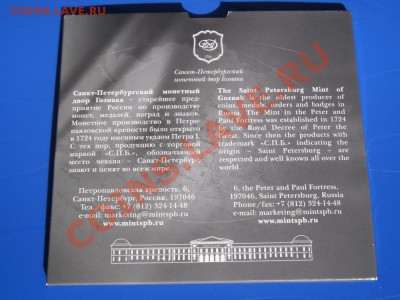 COINS.LAVE.RU
Санкт-Петербургский
монетный двор Гознака
Санкт-Петербургский монетный
двор Гознака – старейшее пред-
приятие России по производству
монет, медалей, наград и знаков.
Монетное производство в Петро-
павловской крепости было открыто
в 1724 году именным указом Петра I.
С тех пор, продукцию с торговой
маркой «С.П.Б.», обозначающей
место чекана – Санкт-Петербург,
знают и ценят во всем мире.
Петропавловская крепость, 6,
Санкт-Петербург, Россия, 197046
Тел./факс: +7 (812) 324-14-48
e-mail: marketing@mintspb.ru
www.mintspb.ru
The Saint Petersburg Mint of
Goznak is the oldest producer of
coins, medals, orders and badges in
Russia. The Mint in the Peter and
Paul Fortress was established in 1724
by the Royal Decree of Peter the
Great. Since then the products with
trademark «С.П.Б.» indicating the
origin – Saint Petersburg – are
respected and well known all over the
world.
6, the Peter and Paul Fortress,
197046, Saint Petersburg, Russia
Phone/fax: +7 (812) 324-14-48
e-mail: marketing@mintspb.ru
www.mintspb.ru